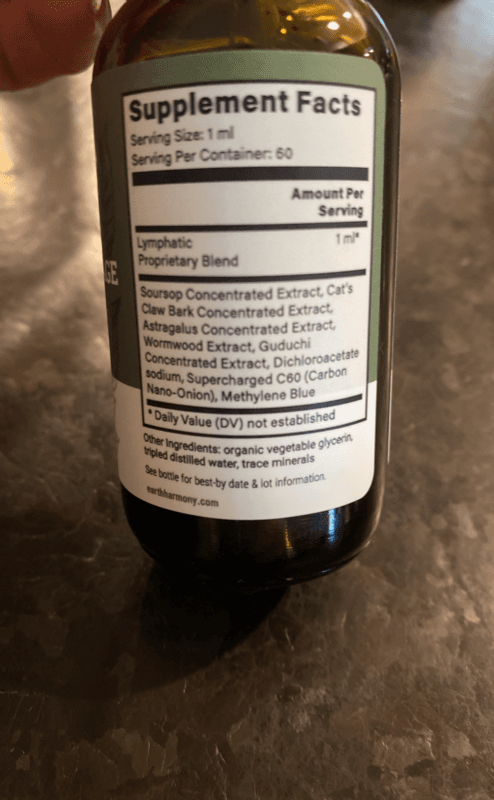 Supplement Facts
Serving Size: 1 ml
Serving Per Container: 60
Amount Per
Serving
Lymphatic 1 ml*
Proprietary Blend
GE
Soursop Concentrated Extract, Cat's
Claw Bark Concentrated Extract,
Astragalus Concentrated Extract,
Wormwood Extract, Guduchi
Concentrated Extract, Dichloroacetate
sodium, Supercharged C60 (Carbon
Nano-Onion), Methylene Blue
* Daily Value (DV) not established
Other Ingredients: organic vegetable glycerin,
tripled distilled water, trace minerals
See bottle for best-by date & lot information.
earthharmony.com